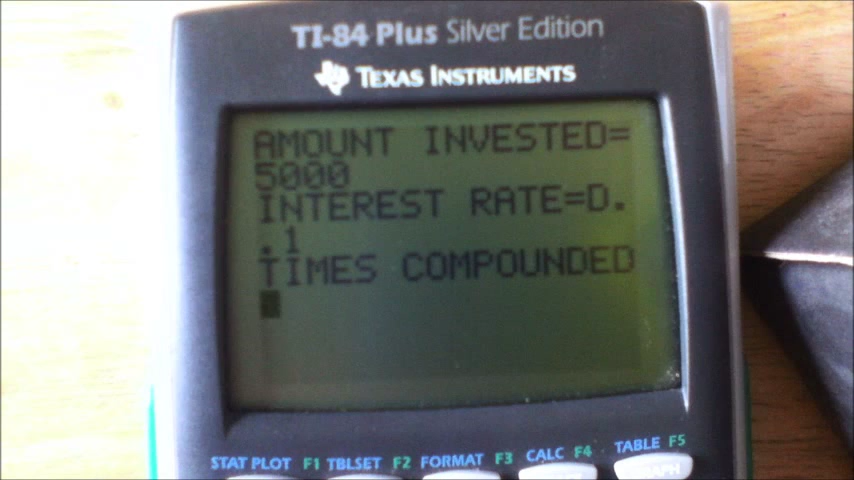 TI-84 Plus Silver Edition
TEXAS INSTRUMENTS
AMOUNT INVESTED=
5000
INTEREST RATE=D.
.1
TIMES COMPOUNDED
STAT PLOT F1 TBLSET F2 FORMAT F3 CALC F4 TABLE F5
GRAPH